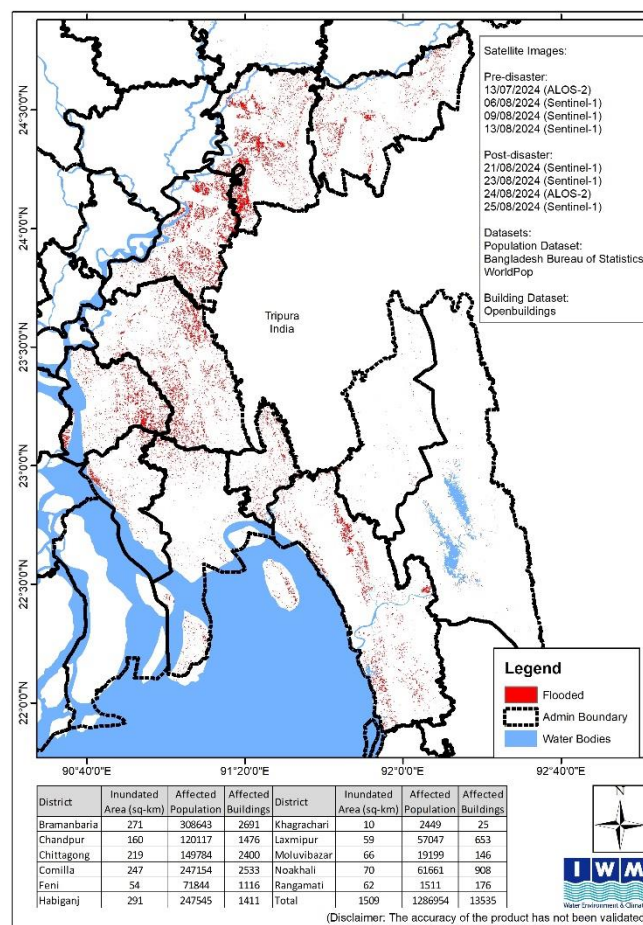 Satellite Images:
Pre-disaster:
13/07/2024 (ALOS-2)
06/08/2024 (Sentinel-1)
09/08/2024 (Sentinel-1)
13/08/2024 (Sentinel-1)
Post-disaster:
21/08/2024 (Sentinel-1)
23/08/2024 (Sentinel-1)
24/08/2024 (ALOS-2)
25/08/2024 (Sentinel-1)
Datasets:
Population Dataset:
Bangladesh Bureau of Statistics
WorldPop
Building Dataset:
Openbuildings
24°30'0"N
24°0'0"N
23°30'0"N
23°0'0"N
22°30'0"N
22°0'0"N
Tripura
India
Legend
Flooded
Admin Boundary
Water Bodies
90°40'0"E 91°20'0"E 92°0'0"E 92°40'0"E
District Inundated Area (sq-km) Affected Population Affected Buildings District Inundated Area (sq-km) Affected Population Affected Buildings
Bramanbaria 271 308643 2691 Khagrachari 10 2449 25
Chandpur 160 120117 1476 Laxmipur 59 57047 653
Chittagong 219 149784 2400 Moluvibazar 66 19199 146
Comilla 247 247154 2533 Noakhali 70 61661 908
Feni 54 71844 1116 Rangamati 62 1511 176
Habiganj 291 247545 1411 Total 1509 1286954 13535
N
IWM
Water Environment & Climate
(Disclaimer: The accuracy of the product has not been validated)